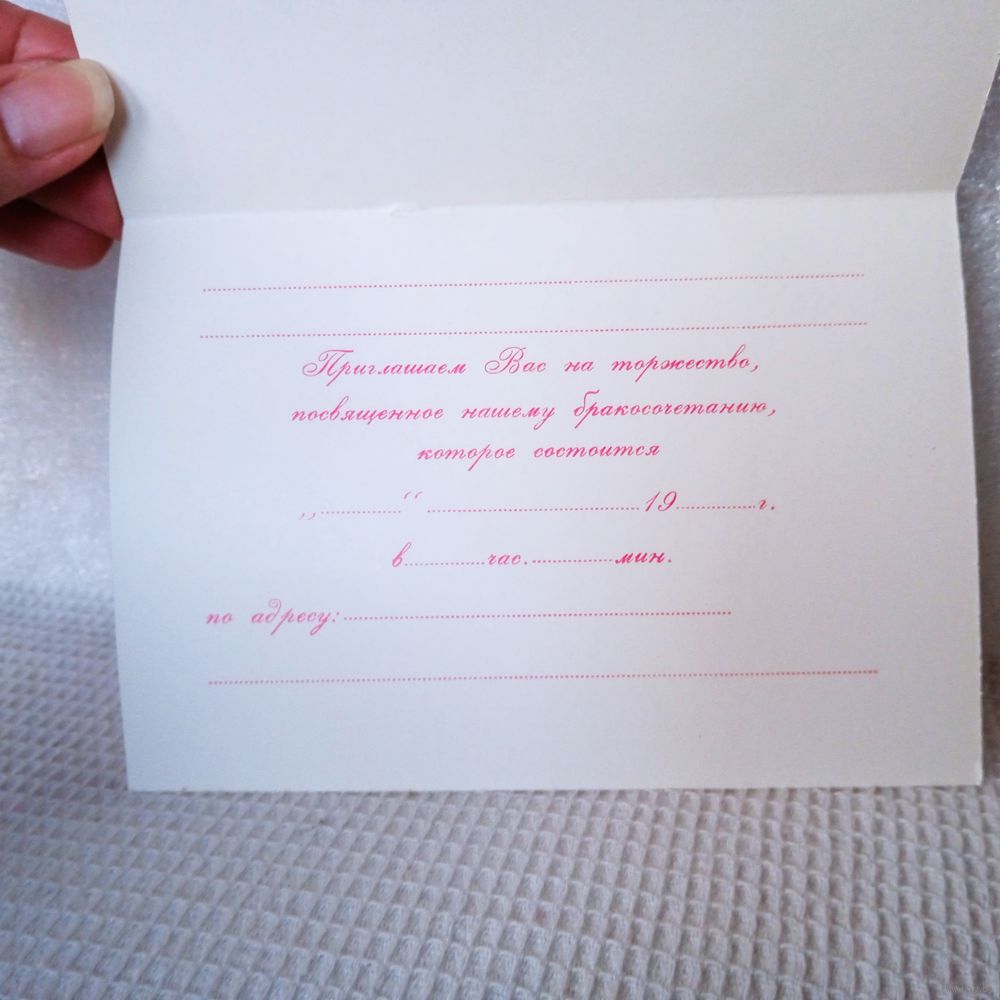 Приглашаем Вас на торжество,
посвященное нашему бракосочетанию,
которое состоится
„............“ .............................. 19............г.
в............час.............мин.
по адресу:..................................................